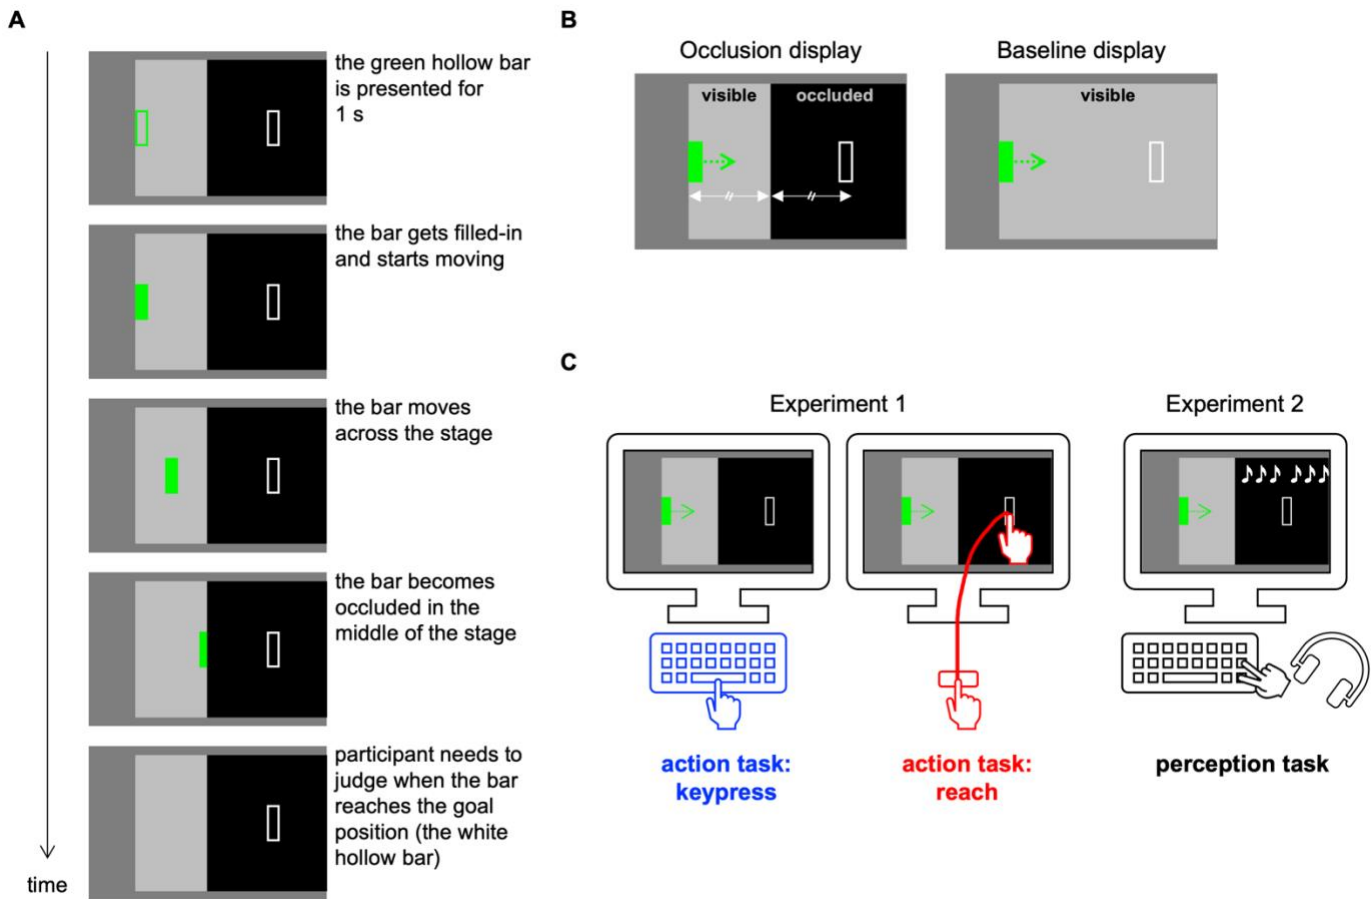 A
the green hollow bar
is presented for
1 s
the bar gets filled-in
and starts moving
the bar moves
across the stage
the bar becomes
occluded in the
middle of the stage
participant needs to
judge when the bar
reaches the goal
position (the white
hollow bar)
time
B
Occlusion display
Baseline display
visible
occluded
visible
C
Experiment 1
Experiment 2
action task:
keypress
action task:
reach
perception task